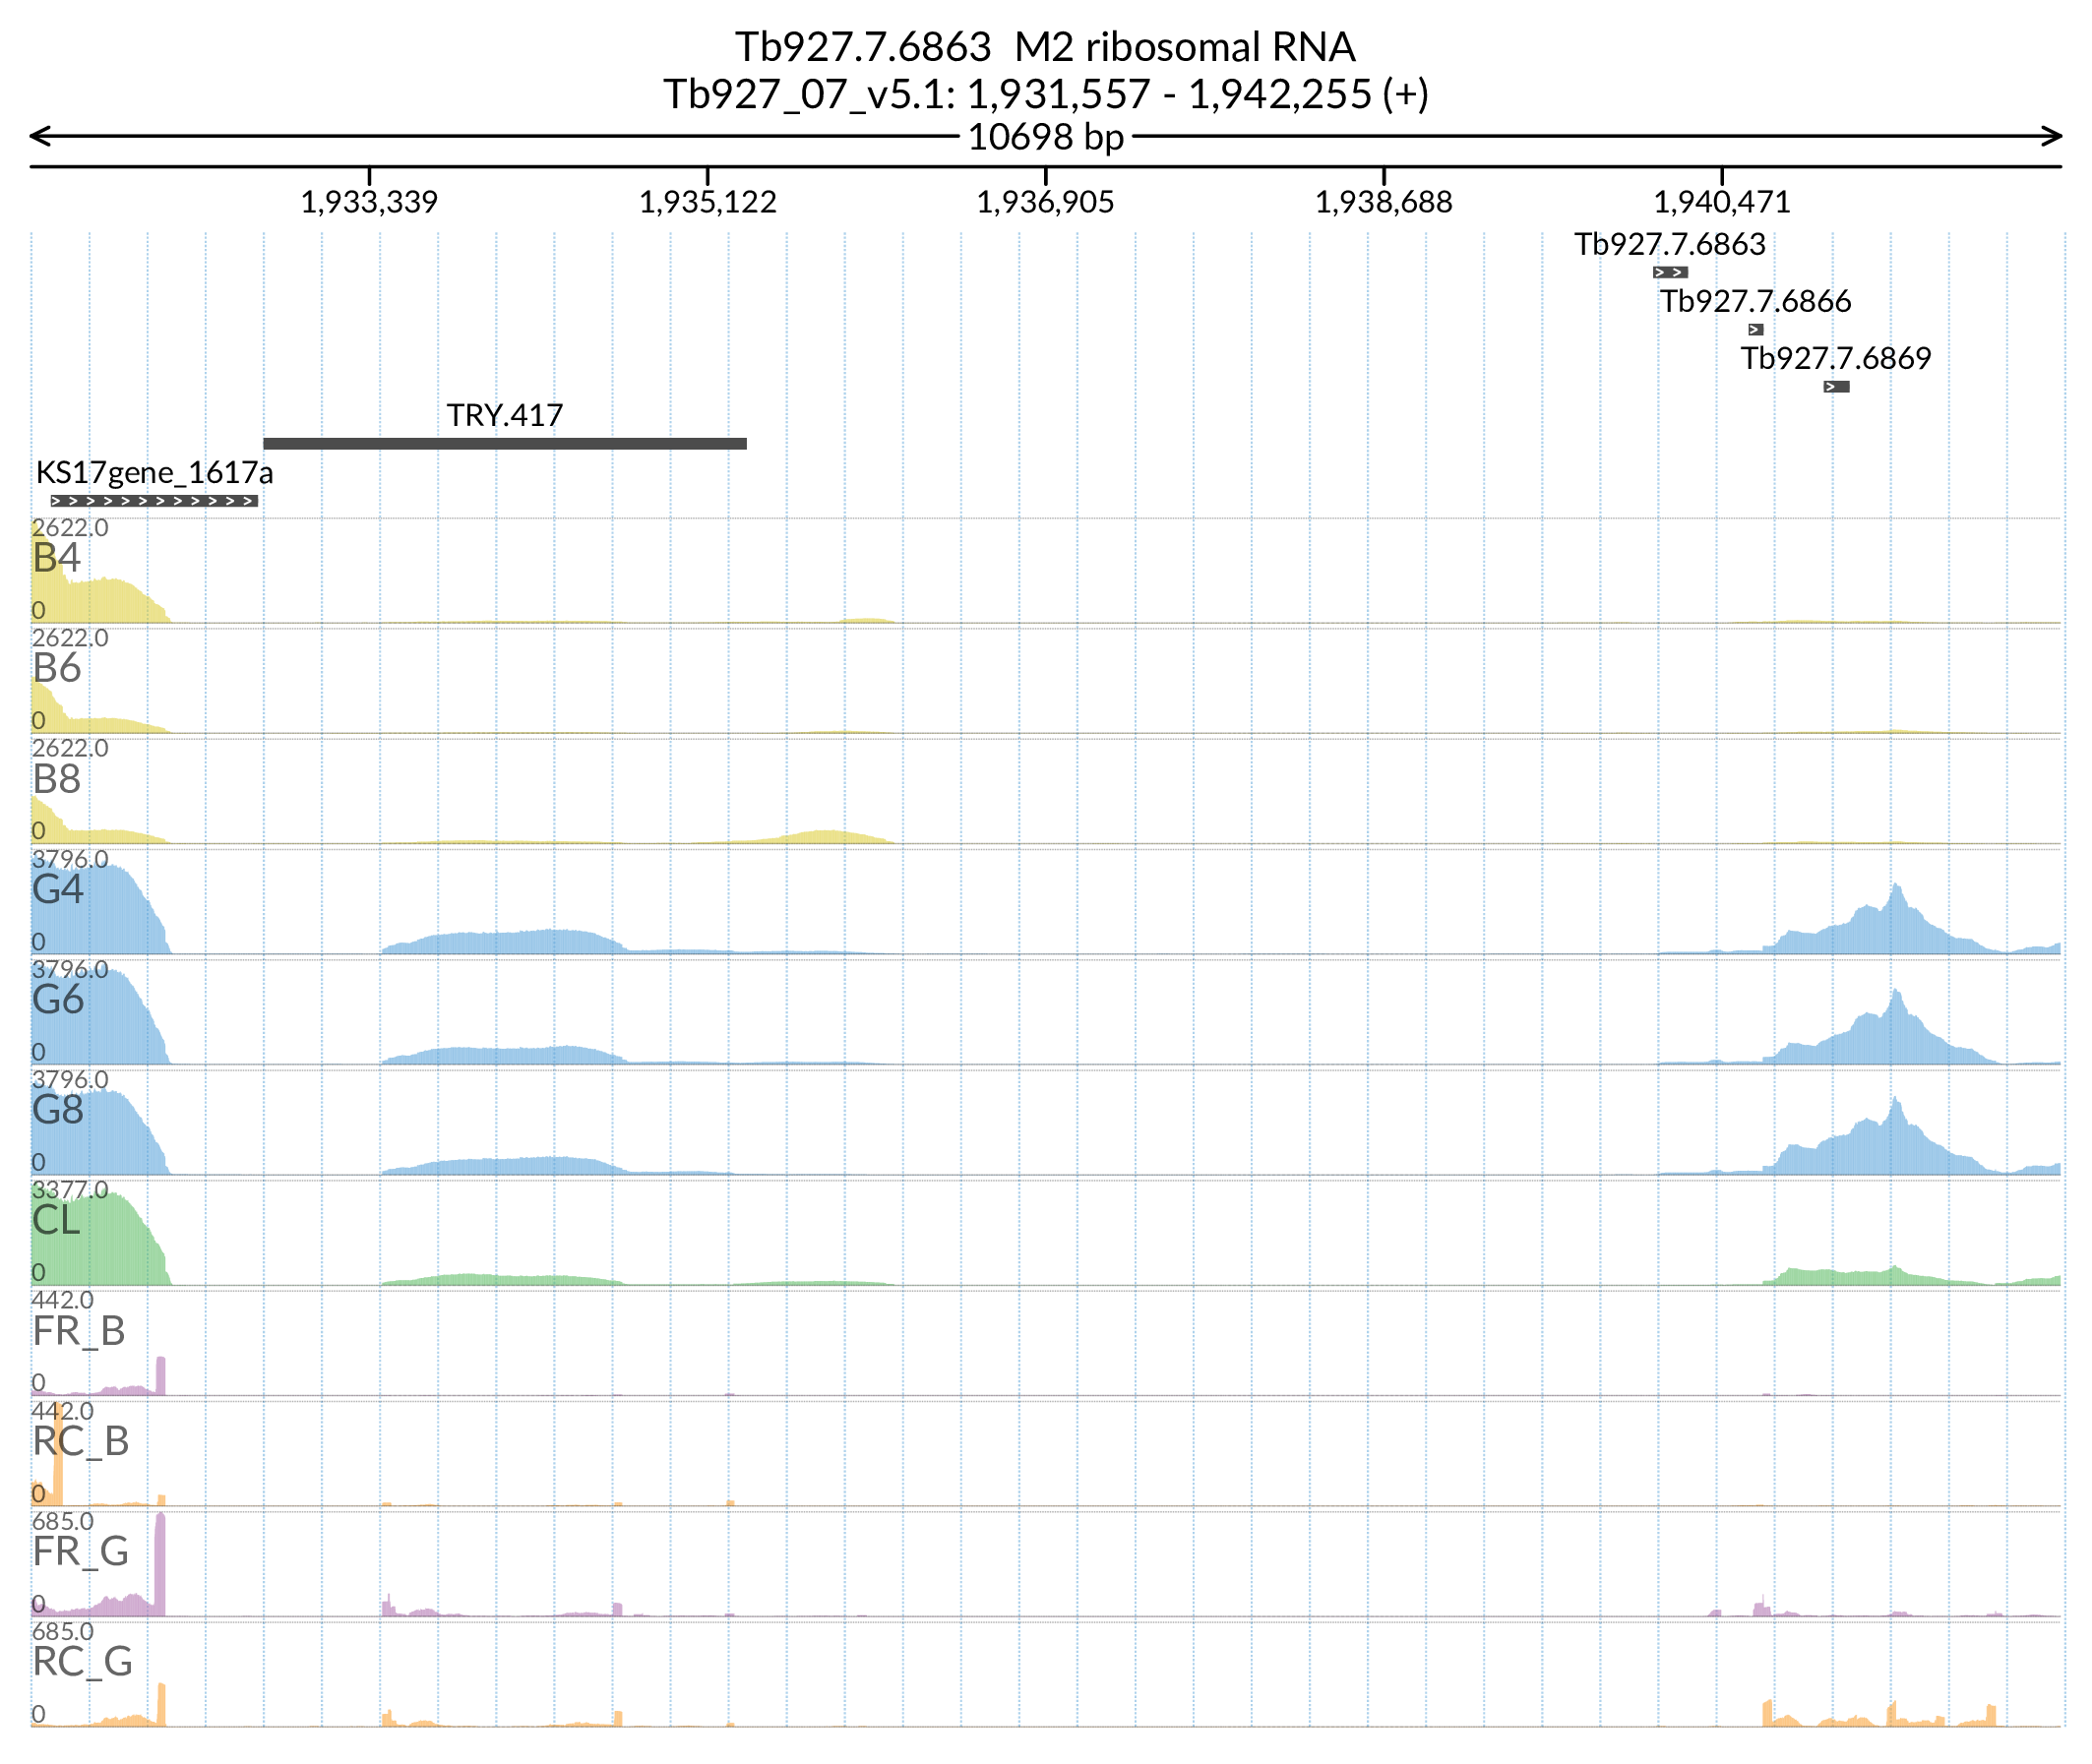 Tb927.7.6863  M2 ribosomal RNA
Tb927_07_v5.1: 1,931,557 - 1,942,255 (+)
10698 bp
1,933,339 1,935,122 1,936,905 1,938,688 1,940,471
Tb927.7.6863
Tb927.7.6866
Tb927.7.6869
TRY.417
KS17gene_1617a
2622.0
B4
0
2622.0
B6
0
2622.0
B8
0
3796.0
G4
0
3796.0
G6
0
3796.0
G8
0
3377.0
CL
0
442.0
FR_B
0
442.0
RC_B
0
685.0
FR_G
0
685.0
RC_G
0